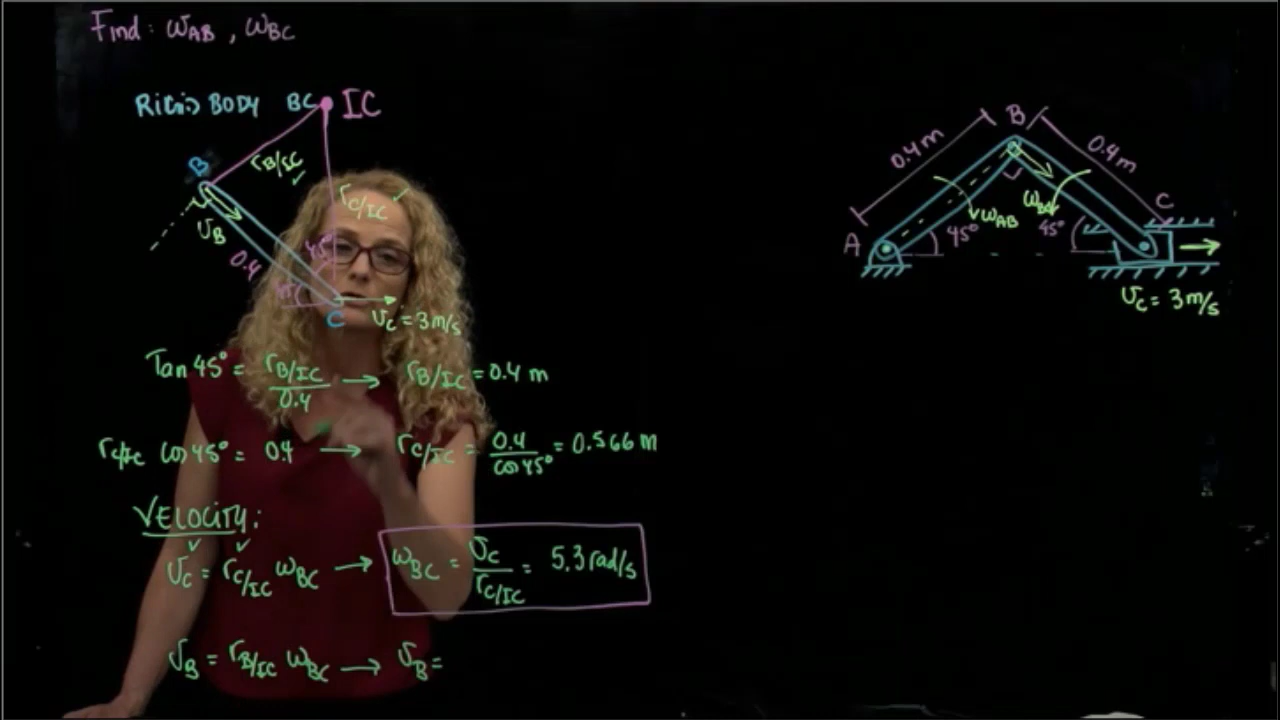 Find: ωAB, ωBC
RIGID BODY BC
IC
B
rB/IC ✓
rC/IC ✓
vB
0.4
45°
45°
C
vC = 3 m/s
Tan 45° = rB/IC / 0.4 → rB/IC = 0.4 m
rC/IC cos 45° = 0.4 → rC/IC = 0.4 / cos 45° = 0.566 m
VELOCITY:
vC = rC/IC ωBC → ωBC = vC / rC/IC = 5.3 rad/s
vB = rB/IC ωBC → vB =
B
0.4 m
0.4 m
C
A
45°
ωAB
ωBC
45°
vC = 3 m/s